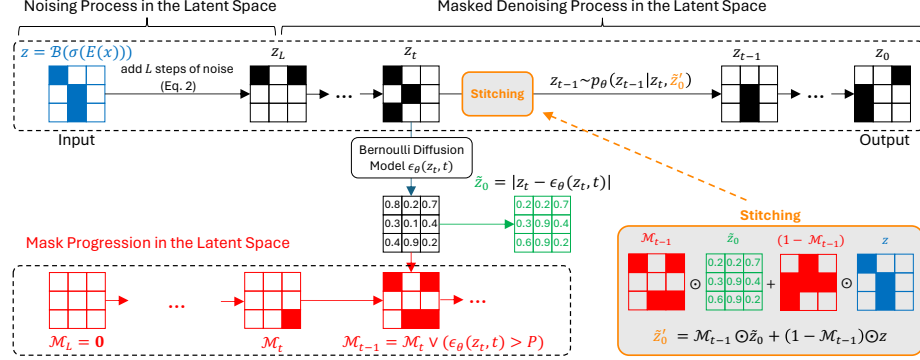 Noising Process in the Latent Space
Masked Denoising Process in the Latent Space
z = ℬ(σ(E(x)))
z_L
z_t
z_{t−1}
z_0
add L steps of noise
(Eq. 2)
...
Stitching
z_{t−1}~p_θ(z_{t−1}|z_t, z̃′_0)
...
Input
Output
Bernoulli Diffusion
Model ϵ_θ(z_t, t)
z̃_0 = |z_t − ϵ_θ(z_t, t)|
0.8 0.2 0.7
0.3 0.1 0.4
0.4 0.9 0.2
0.2 0.2 0.7
0.3 0.9 0.4
0.6 0.9 0.2
Mask Progression in the Latent Space
...
...
ℳ_L = 𝟎
ℳ_t
ℳ_{t−1} = ℳ_t ∨ (ϵ_θ(z_t, t) > P)
Stitching
ℳ_{t−1}
z̃_0
(1 − ℳ_{t−1})
z
0.2 0.2 0.7
0.3 0.9 0.4
0.6 0.9 0.2
⊙
+
⊙
z̃′_0 = ℳ_{t−1} ⊙ z̃_0 + (1 − ℳ_{t−1}) ⊙ z